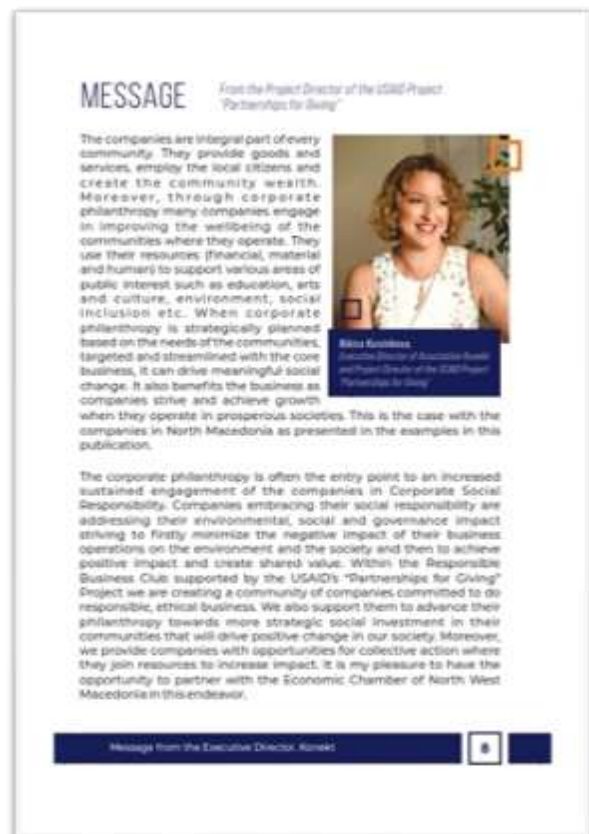 MESSAGE
From the Project Director of the USAID Project
"Partnerships for Giving"
The companies are integral part of every
community. They provide goods and
services, employ the local citizens and
create the community wealth.
Moreover, through corporate
philanthropy many companies engage
in improving the wellbeing of the
communities where they operate. They
use their resources (financial, material
and human) to support various areas of
public interest such as education, arts
and culture, environment, social
inclusion etc. When corporate
philanthropy is strategically planned
based on the needs of the communities,
targeted and streamlined with the core
business, it can drive meaningful social
change. It also benefits the business as
companies strive and achieve growth
when they operate in prosperous societies. This is the case with the
companies in North Macedonia as presented in the examples in this
publication.
Executive Director of Association Konekt
and Project Director of the USAID Project
"Partnerships for Giving"
The corporate philanthropy is often the entry point to an increased
sustained engagement of the companies in Corporate Social
Responsibility. Companies embracing their social responsibility are
addressing their environmental, social and governance impact
striving to firstly minimize the negative impact of their business
operations on the environment and the society and then to achieve
positive impact and create shared value. Within the Responsible
Business Club supported by the USAID's "Partnerships for Giving"
Project we are creating a community of companies committed to do
responsible, ethical business. We also support them to advance their
philanthropy towards more strategic social investment in their
communities that will drive positive change in our society. Moreover,
we provide companies with opportunities for collective action where
they join resources to increase impact. It is my pleasure to have the
opportunity to partner with the Economic Chamber of North West
Macedonia in this endeavor.
Message from the Executive Director, Konekt